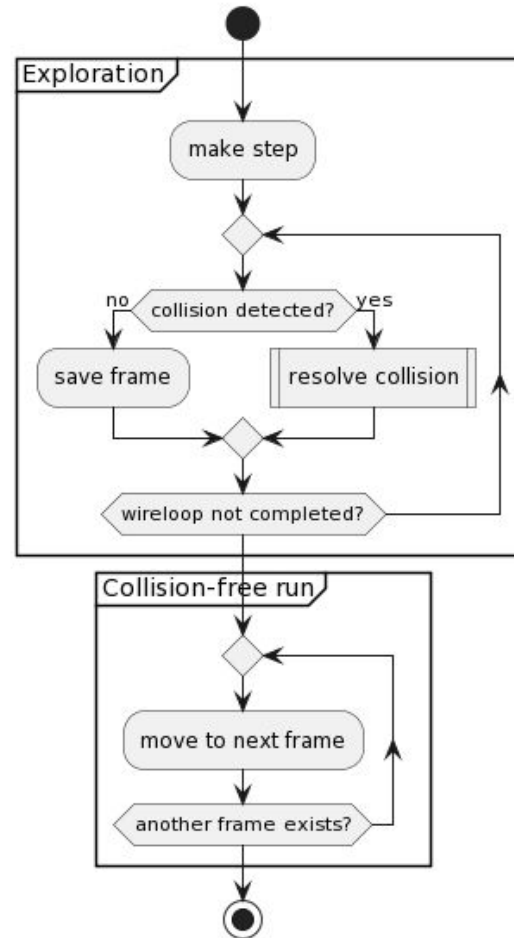 Exploration
make step
collision detected?
no
yes
save frame
resolve collision
wireloop not completed?
Collision-free run
move to next frame
another frame exists?